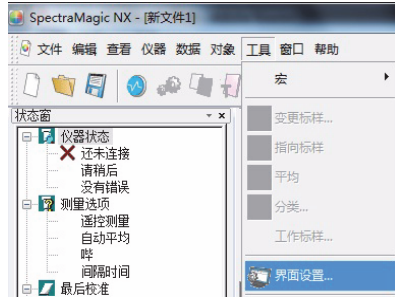 SpectraMagic NX - [新文件1]
文件 编辑 查看 仪器 数据 对象 工具 窗口 帮助
宏
变更标样...
指向标样
平均
分类...
工作标样...
界面设置...
状态窗
仪器状态
还未连接
请稍后
没有错误
测量选项
遥控测量
自动平均
哔
间隔时间
最后校准